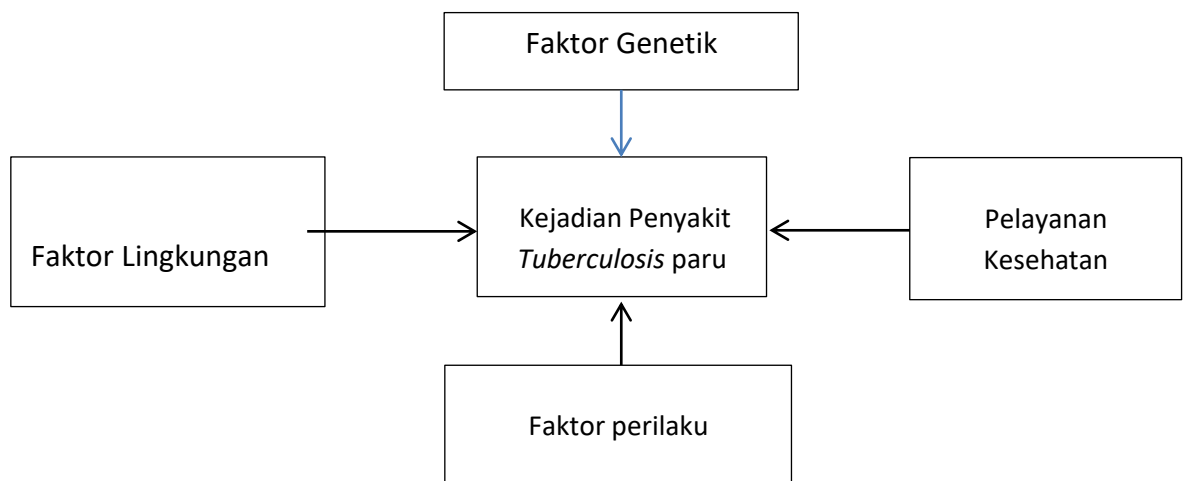 Faktor Genetik
Faktor Lingkungan
Kejadian Penyakit
Tuberculosis paru
Pelayanan
Kesehatan
Faktor perilaku